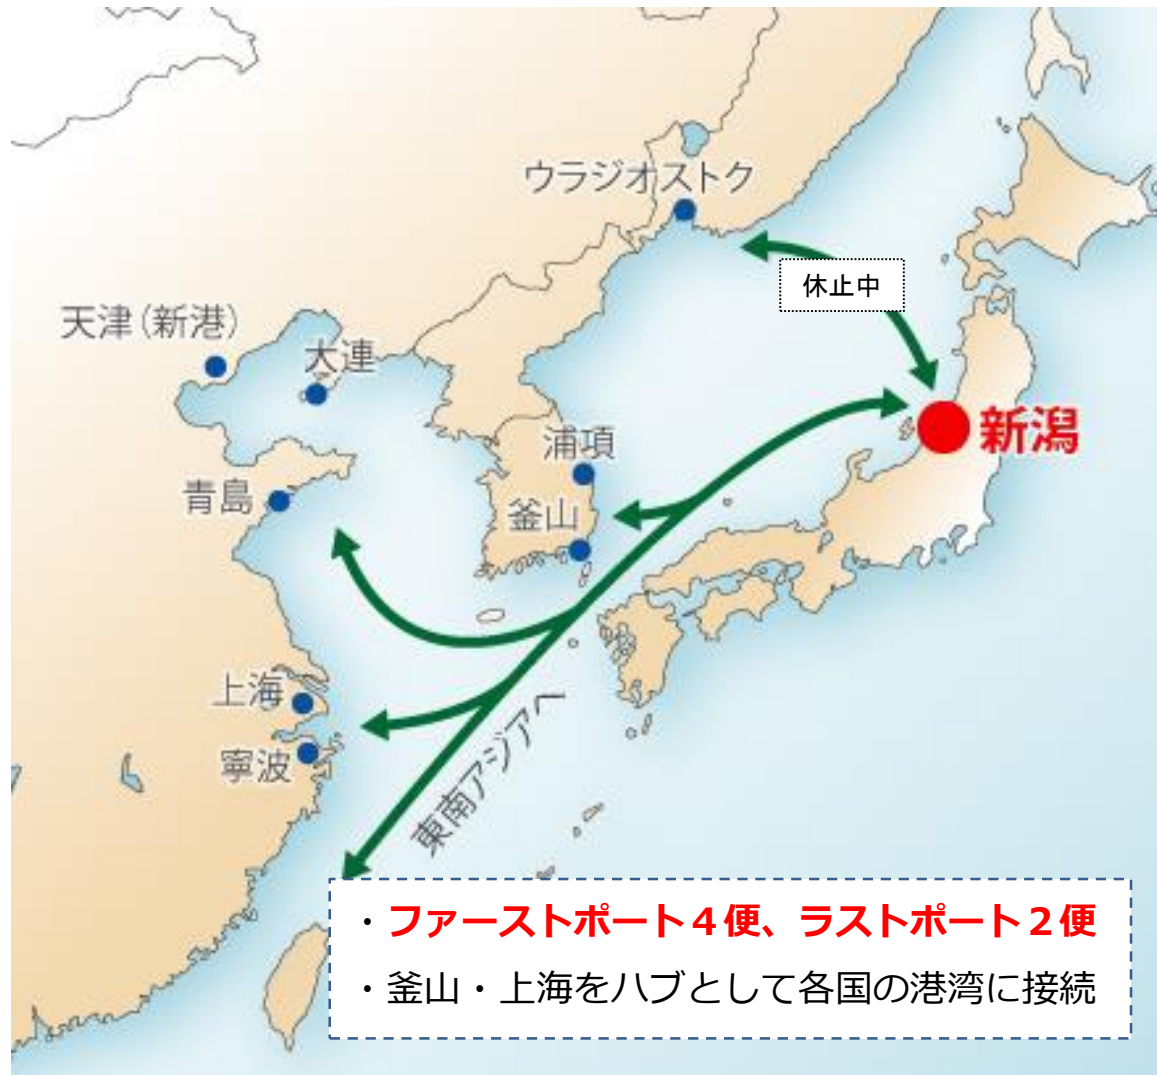 ウラジオストク
休止中
天津（新港）
大連
新潟
浦項
青島
釜山
上海
寧波
東南アジアへ
・ファーストポート４便、ラストポート２便
・釜山・上海をハブとして各国の港湾に接続